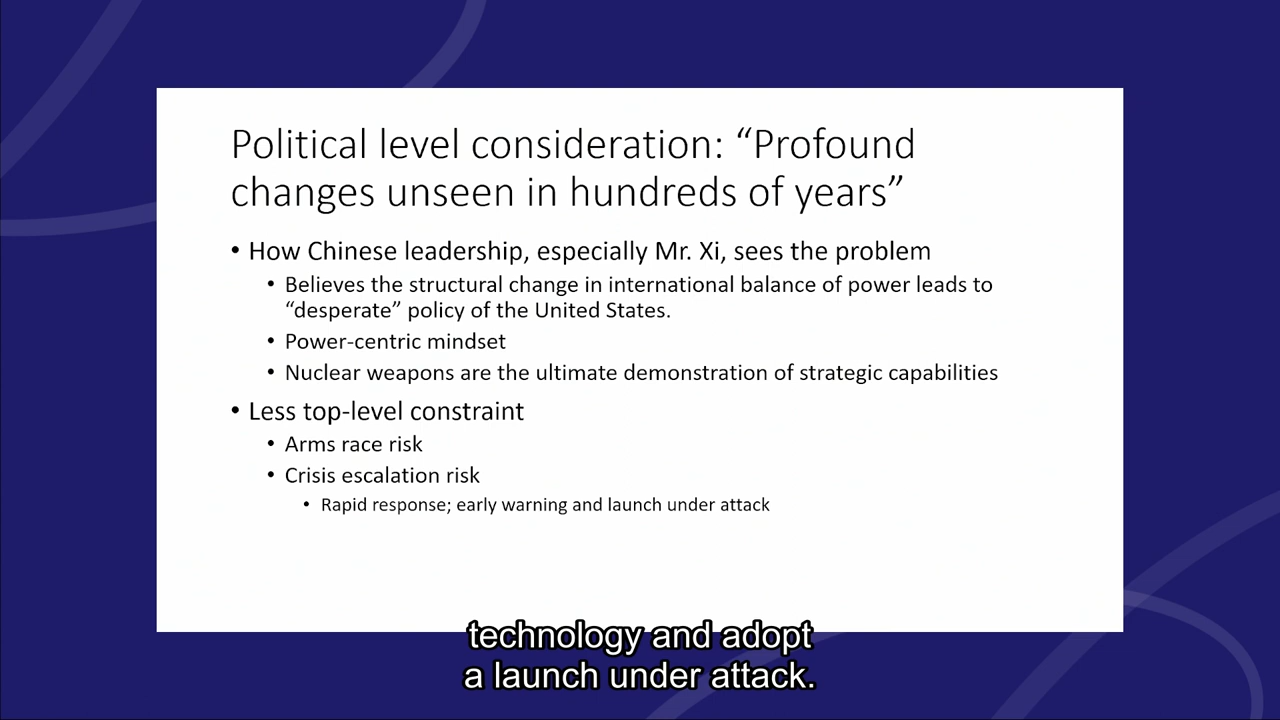 Political level consideration: “Profound
changes unseen in hundreds of years”
• How Chinese leadership, especially Mr. Xi, sees the problem
• Believes the structural change in international balance of power leads to
“desperate” policy of the United States.
• Power-centric mindset
• Nuclear weapons are the ultimate demonstration of strategic capabilities
• Less top-level constraint
• Arms race risk
• Crisis escalation risk
• Rapid response; early warning and launch under attack
technology and adopt
a launch under attack.